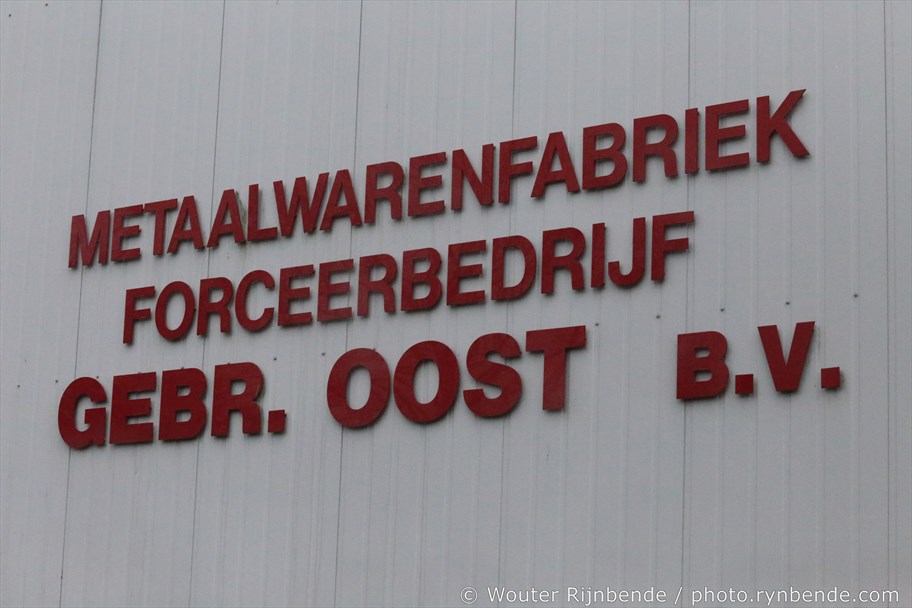 METAALWARENFABRIEK
FORCEERBEDRIJF
GEBR. OOST B.V.
© Wouter Rijnbende / photo.rynbende.com